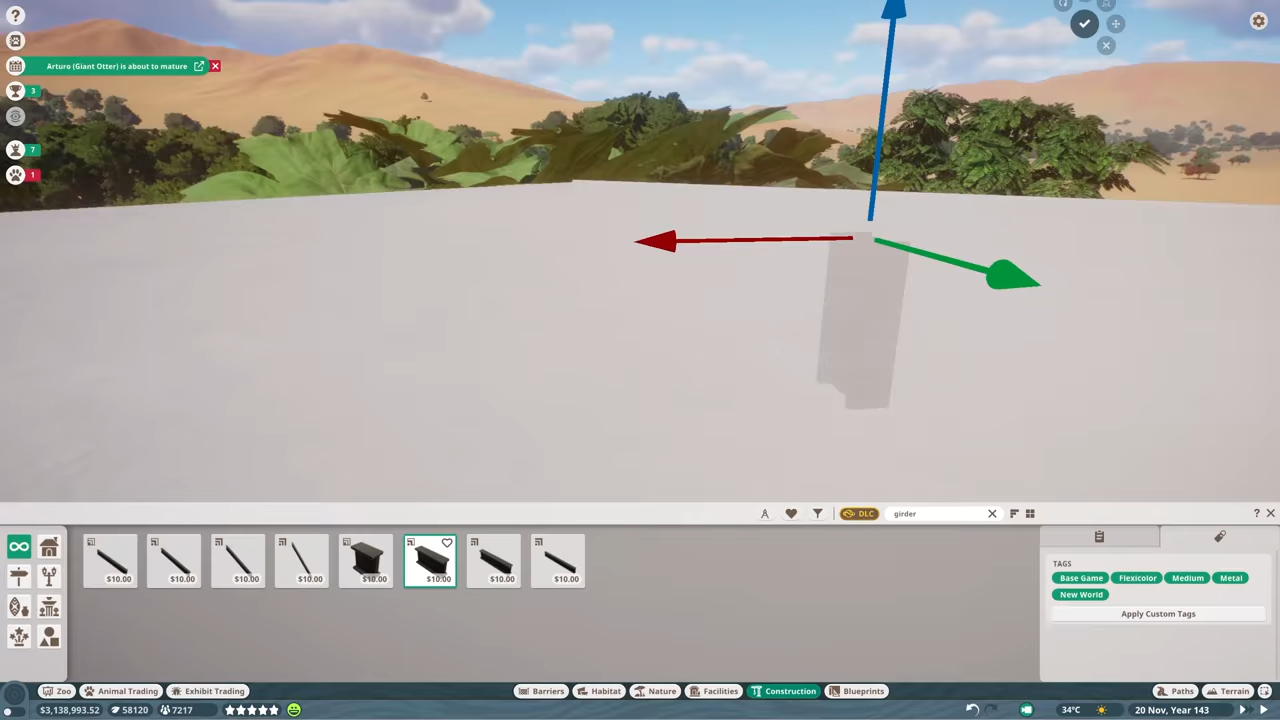 ?
Arturo (Giant Otter) is about to mature
3
7
1
DLC
girder
?
$10.00
$10.00
$10.00
$10.00
$10.00
$10.00
$10.00
$10.00
TAGS
Base Game
Flexicolor
Medium
Metal
New World
Apply Custom Tags
Zoo
Animal Trading
Exhibit Trading
Barriers
Habitat
Nature
Facilities
Construction
Blueprints
Paths
Terrain
$3,138,993.52
58120
7217
34°C
20 Nov, Year 143